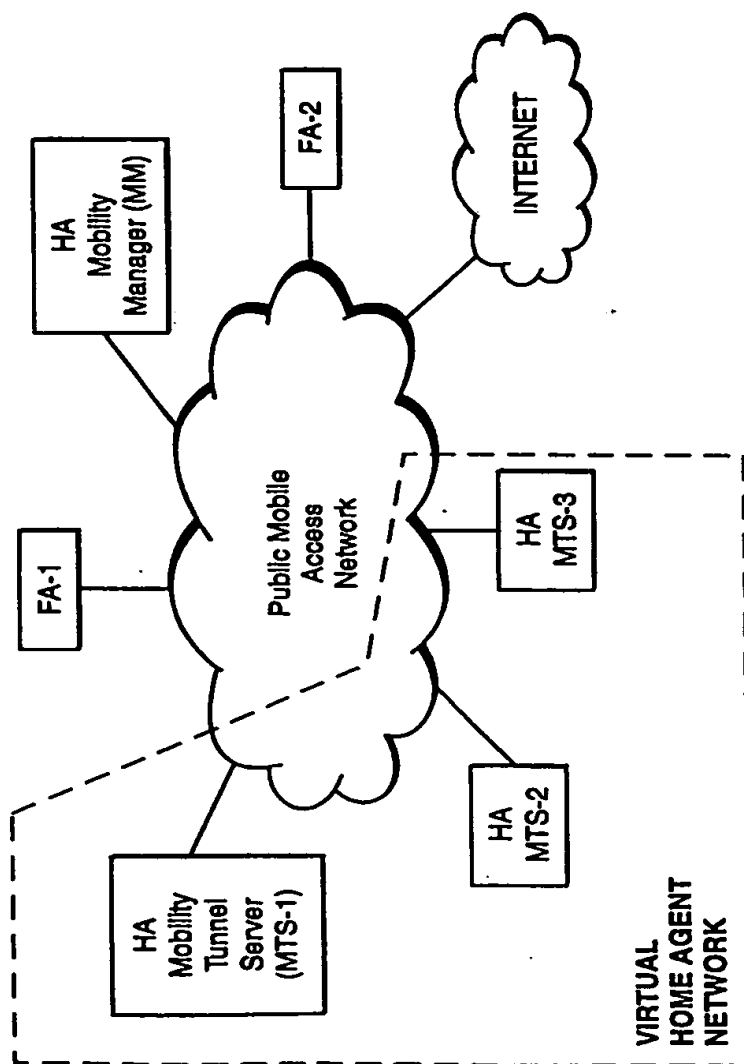 FA-1
HA
Mobility
Manager (MM)
FA-2
HA
Mobility
Tunnel
Server
(MTS-1)
Public Mobile
Access
Network
INTERNET
HA
MTS-2
HA
MTS-3
VIRTUAL
HOME AGENT
NETWORK